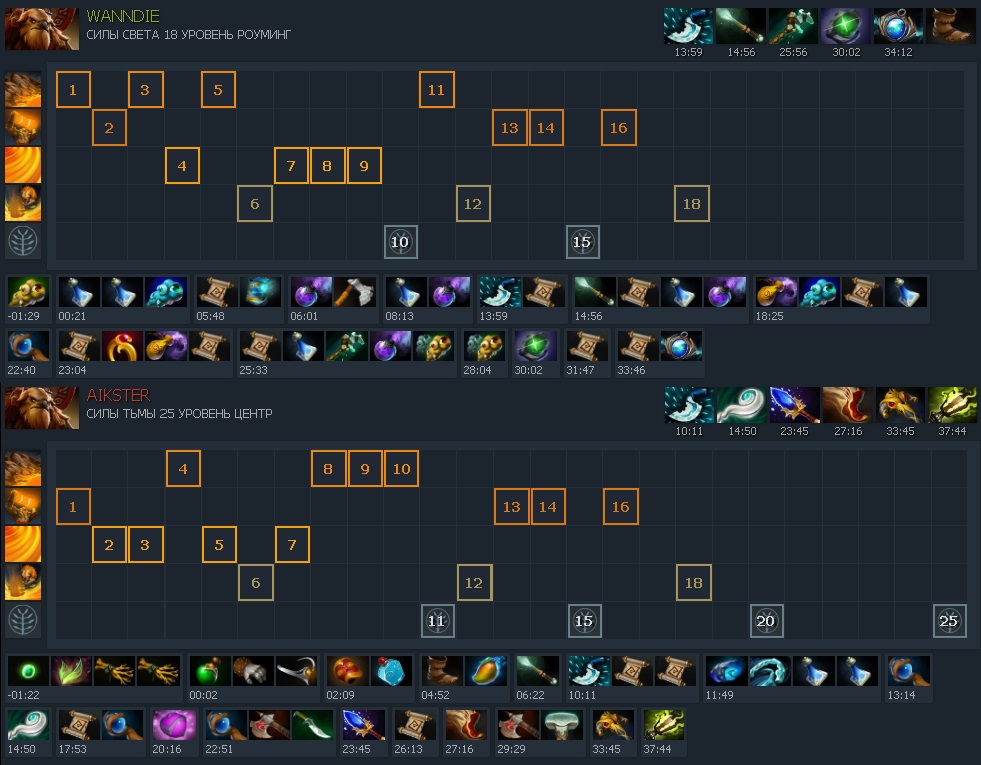 WANNDIE
СИЛЫ СВЕТА 18 УРОВЕНЬ РОУМИНГ
13:59 14:56 25:56 30:02 34:12
1 3 5 11
2 13 14 16
4 7 8 9
6 12 18
10 15
-01:29 00:21 05:48 06:01 08:13 13:59 14:56 18:25
22:40 23:04 25:33 28:04 30:02 31:47 33:46
AIKSTER
СИЛЫ ТЬМЫ 25 УРОВЕНЬ ЦЕНТР
10:11 14:50 23:45 27:16 33:45 37:44
4 8 9 10
1 13 14 16
2 3 5 7
6 12 18
11 15 20 25
-01:22 00:02 02:09 04:52 06:22 10:11 11:49 13:14
14:50 17:53 20:16 22:51 23:45 26:13 27:16 29:29 33:45 37:44